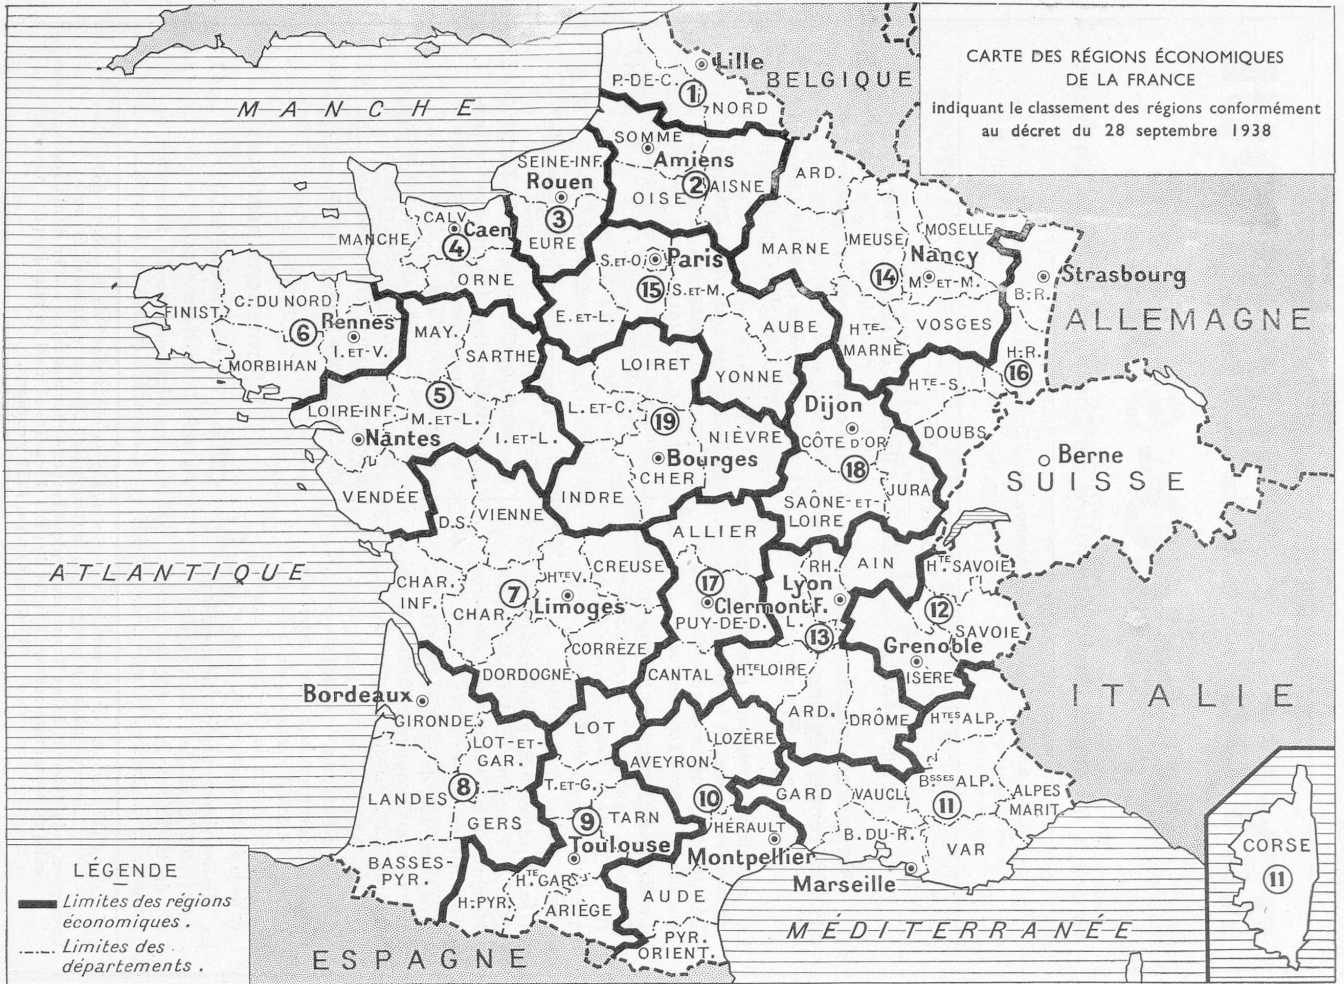 CARTE DES RÉGIONS ÉCONOMIQUES
DE LA FRANCE
indiquant le classement des régions conformément
au décret du 28 septembre 1938
MANCHE
Lille
BELGIQUE
P.-DE-C.
1
NORD
SOMME
Amiens
2
OISE
AISNE
SEINE-INF.
Rouen
3
EURE
ARD.
MARNE
MEUSE
MOSELLE
Nancy
14
M.-ET-M.
VOSGES
HTE-
MARNE
Strasbourg
B.-R.
ALLEMAGNE
H.-R.
16
MANCHE
CALV.
Caen
4
ORNE
S.ET-O.
Paris
15
S.ET-M.
E.ET-L.
AUBE
YONNE
FINIST.
C.-DU NORD
6
Rennes
I.-ET-V.
MORBIHAN
MAY.
SARTHE
5
LOIRE-INF.
M.ET-L.
Nantes
I.ET-L.
VENDÉE
LOIRET
L.ET-C.
19
NIÈVRE
Bourges
CHER
INDRE
HTE-S.
DOUBS
Dijon
CÔTE D'OR
18
SAÔNE-ET-
LOIRE
JURA
Berne
SUISSE
ATLANTIQUE
D.S.
VIENNE
CHAR.
INF.
CHAR.
7
HTE V.
Limoges
CREUSE
CORRÈZE
DORDOGNE
ALLIER
17
Clermont F.
PUY-DE-D.
CANTAL
RH.
AIN
Lyon
L.
13
HTE LOIRE
ARD.
DRÔME
HTE SAVOIE
12
SAVOIE
Grenoble
ISÈRE
ITALIE
Bordeaux
GIRONDE
LOT-ET-
GAR.
LANDES
8
GERS
BASSES-
PYR.
LOT
T.ET-G.
9
TARN
Toulouse
HTE GAR.
H.-PYR.
ARIÈGE
AVEYRON
LOZÈRE
10
HÉRAULT
Montpellier
AUDE
PYR.
ORIENT.
GARD
VAUCL.
HTES ALP.
BSSES ALP.
11
ALPES
MARIT.
B.-DU-R.
VAR
Marseille
MÉDITERRANÉE
ESPAGNE
CORSE
11
LÉGENDE
Limites des régions
économiques.
Limites des
départements.